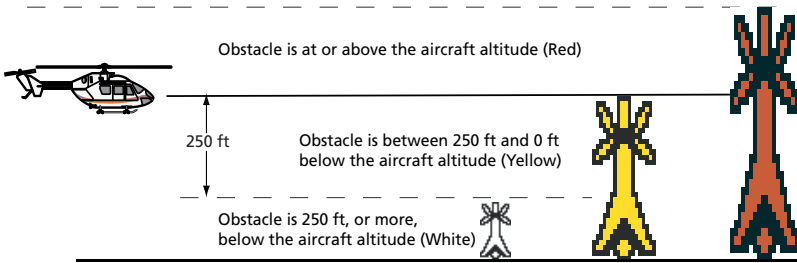 Obstacle is at or above the aircraft altitude (Red)
250 ft
Obstacle is between 250 ft and 0 ft
below the aircraft altitude (Yellow)
Obstacle is 250 ft, or more,
below the aircraft altitude (White)